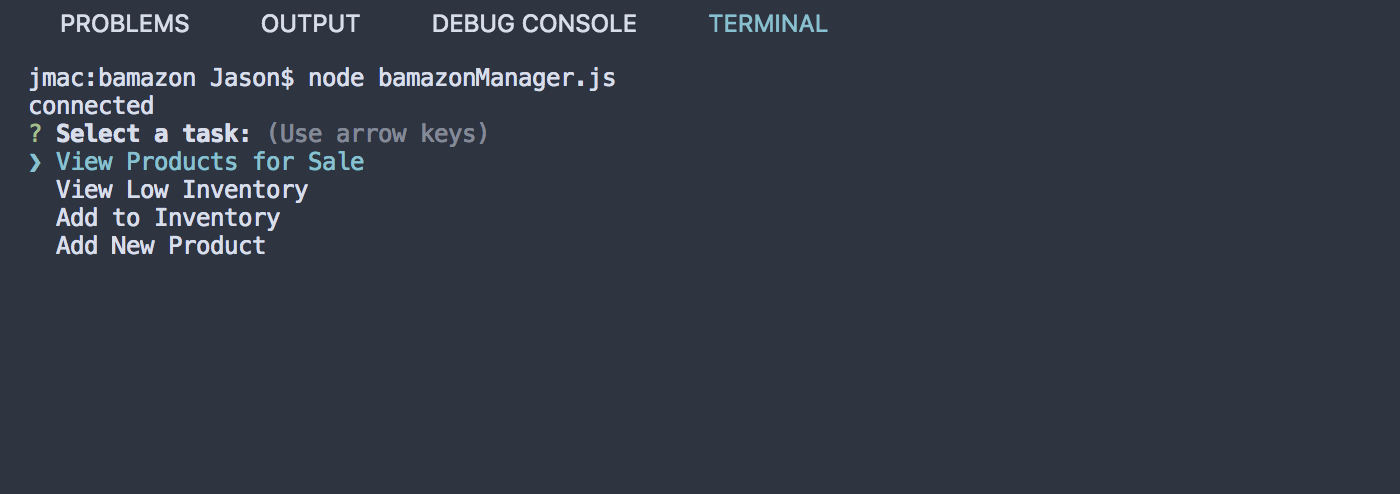 PROBLEMS OUTPUT DEBUG CONSOLE TERMINAL
jmac:bamazon Jason$ node bamazonManager.js
connected
? Select a task: (Use arrow keys)
❯ View Products for Sale
View Low Inventory
Add to Inventory
Add New Product